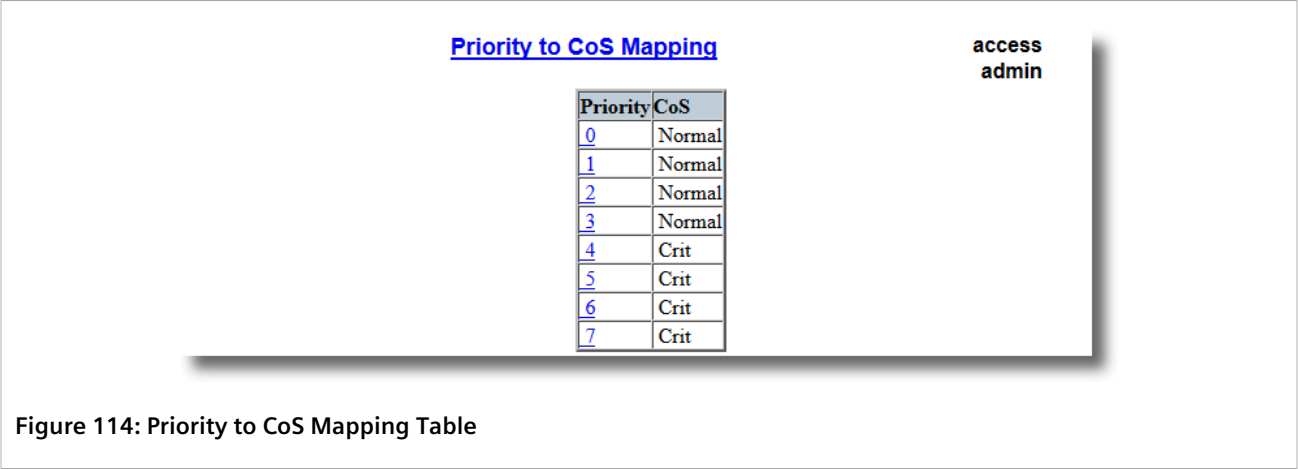 Priority to CoS Mapping
access
admin
Priority CoS
0 Normal
1 Normal
2 Normal
3 Normal
4 Crit
5 Crit
6 Crit
7 Crit
Figure 114: Priority to CoS Mapping Table